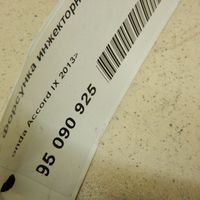 Форсунка инжекторн
nda Accord IX 2013>
95 090 925